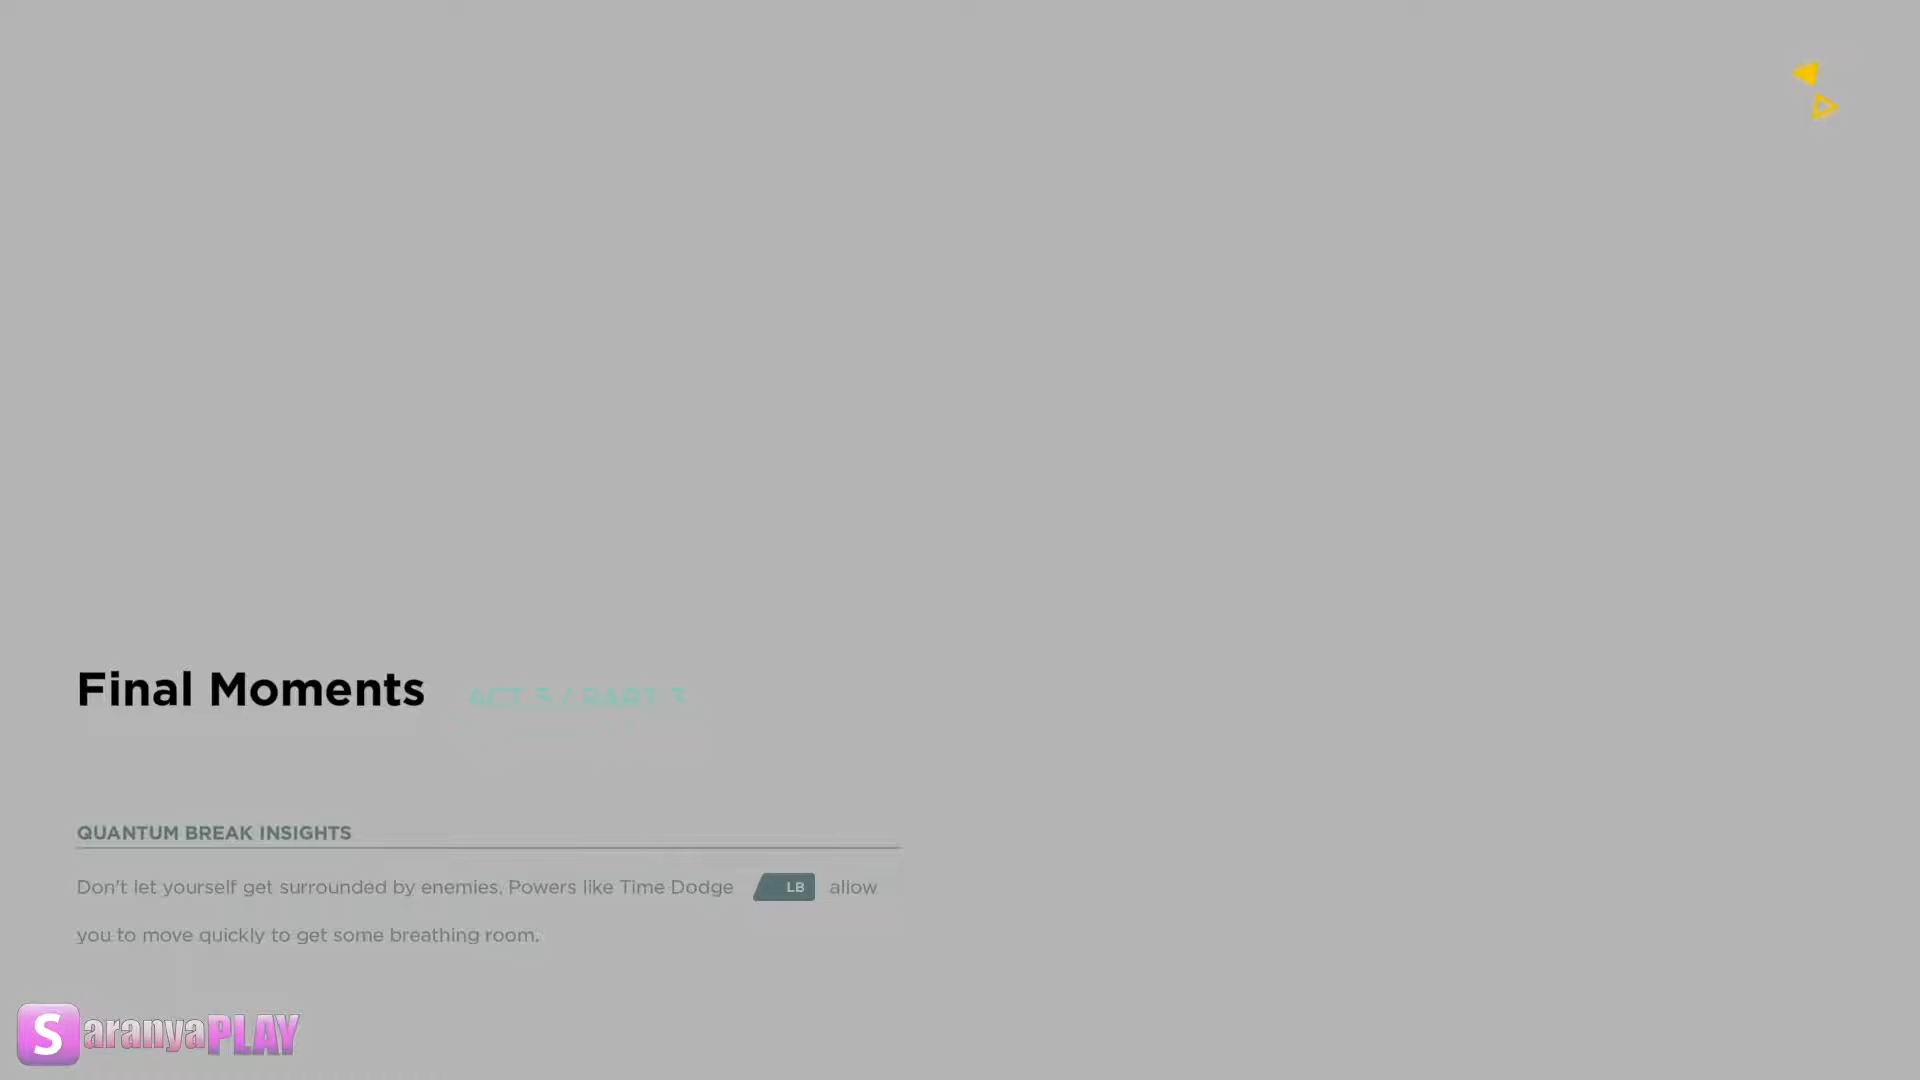 Final Moments
ACT 5 / PART 3
QUANTUM BREAK INSIGHTS
Don't let yourself get surrounded by enemies. Powers like Time Dodge LB allow
you to move quickly to get some breathing room.
SaranyaPLAY